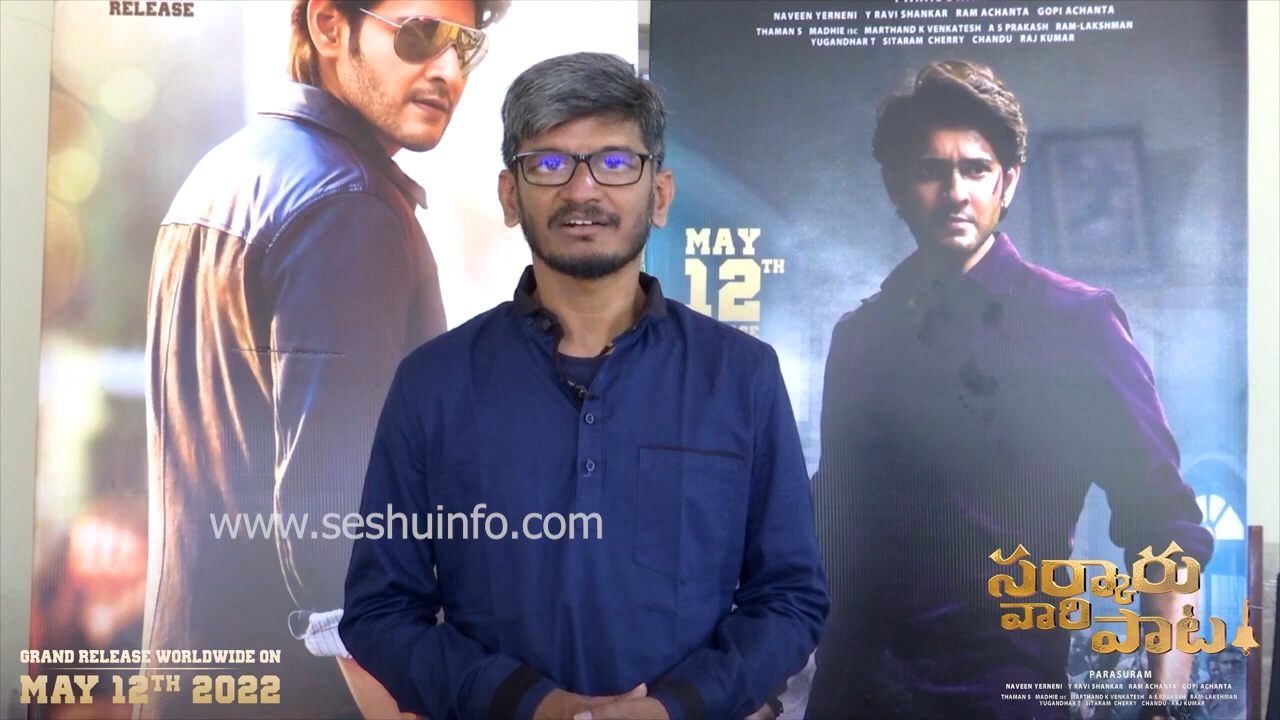 RELEASE
NAVEEN YERNENI Y RAVI SHANKAR RAM ACHANTA GOPI ACHANTA
THAMAN S MADHIE ISC MARTHAND K VENKATESH A S PRAKASH RAM-LAKSHMAN
YUGANDHAR T SITARAM CHERRY CHANDU RAJ KUMAR
MAY
12TH
www.seshuinfo.com
సర్కారు
వారి పాట
GRAND RELEASE WORLDWIDE ON
MAY 12TH 2022
PARASURAM
NAVEEN YERNENI Y RAVI SHANKAR RAM ACHANTA GOPI ACHANTA
THAMAN S MADHIE ISC MARTHAND K VENKATESH A S PRAKASH RAM-LAKSHMAN
YUGANDHAR T SITARAM CHERRY CHANDU RAJ KUMAR